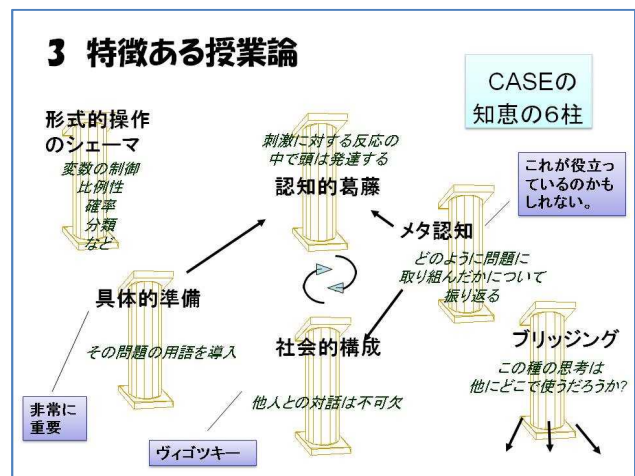 3 特徴ある授業論
CASEの
知恵の6柱
形式的操作
のシェーマ
変数の制御
比例性
確率
分類
など
刺激に対する反応の
中で頭は発達する
認知的葛藤
これが役立っ
ているのかも
しれない。
メタ認知
どのように問題に
取り組んだかについて
振り返る
具体的準備
その問題の用語を導入
社会的構成
他人との対話は不可欠
ブリッジング
この種の思考は
他にどこで使うだろうか?
非常に
重要
ヴィゴツキー